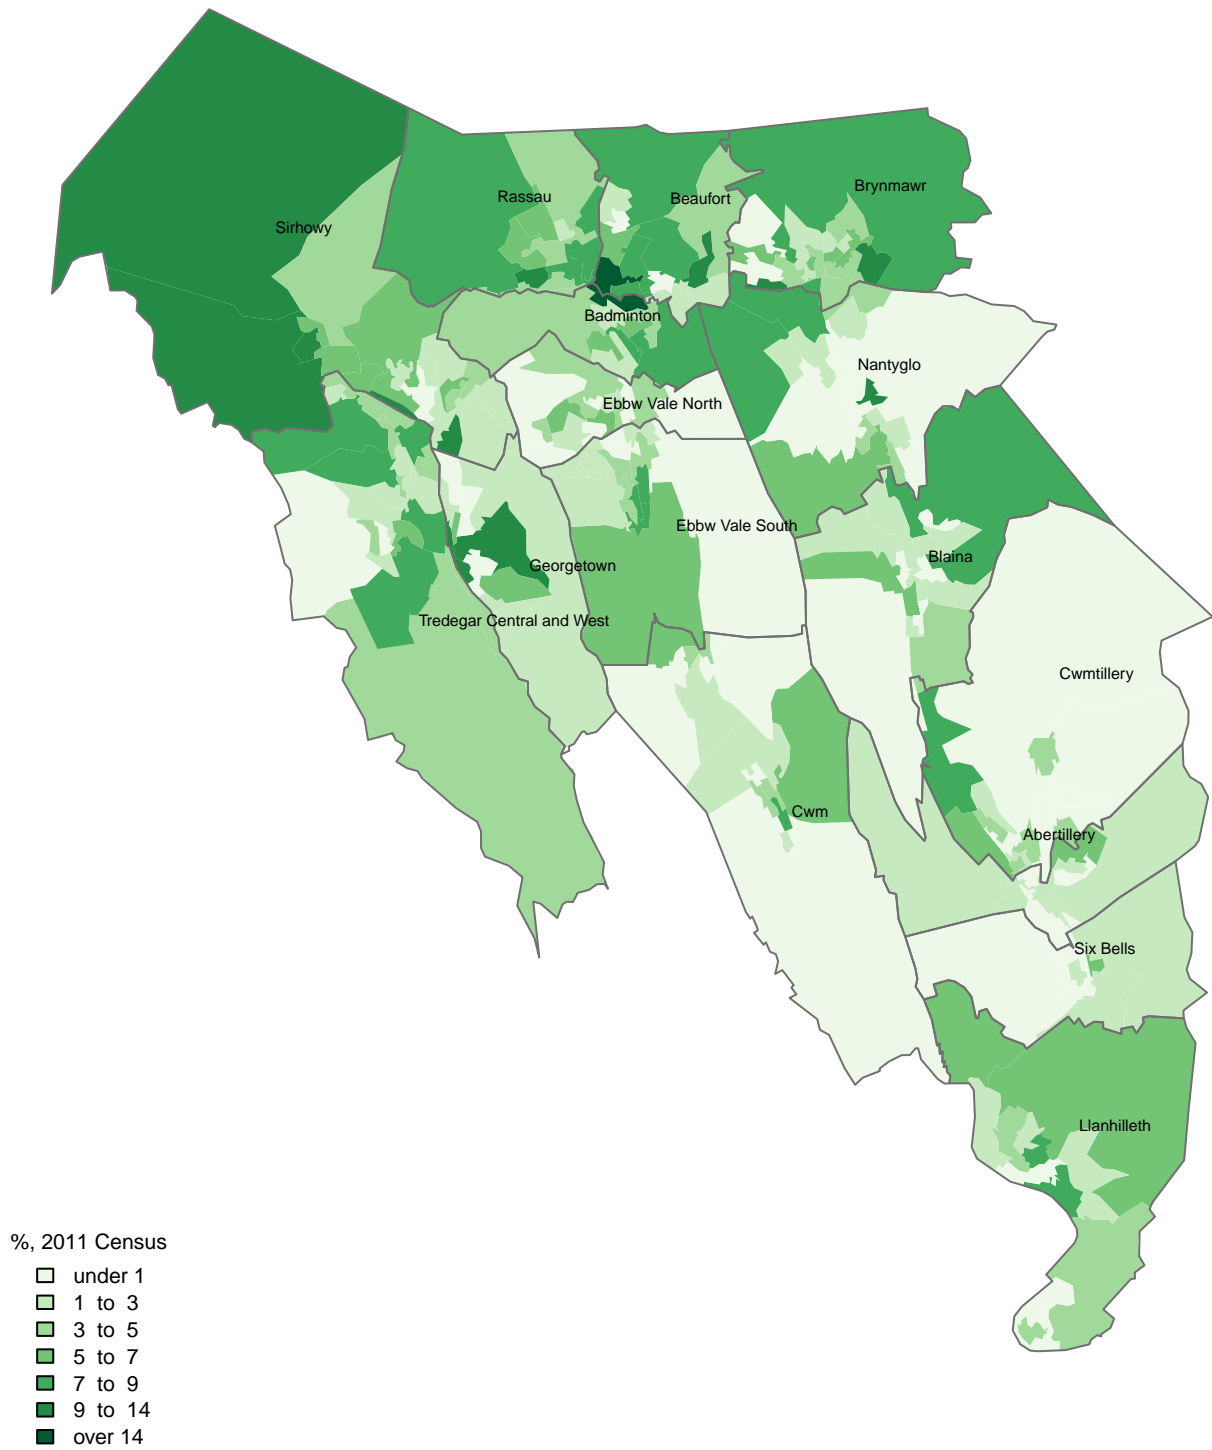 Brynmawr
Rassau
Beaufort
Sirhowy
Badminton
Nantyglo
Ebbw Vale North
Ebbw Vale South
Blaina
Georgetown
Tredegar Central and West
Cwmtillery
Cwm
Abertillery
Six Bells
Llanhilleth
%, 2011 Census
under 1
1 to 3
3 to 5
5 to 7
7 to 9
9 to 14
over 14